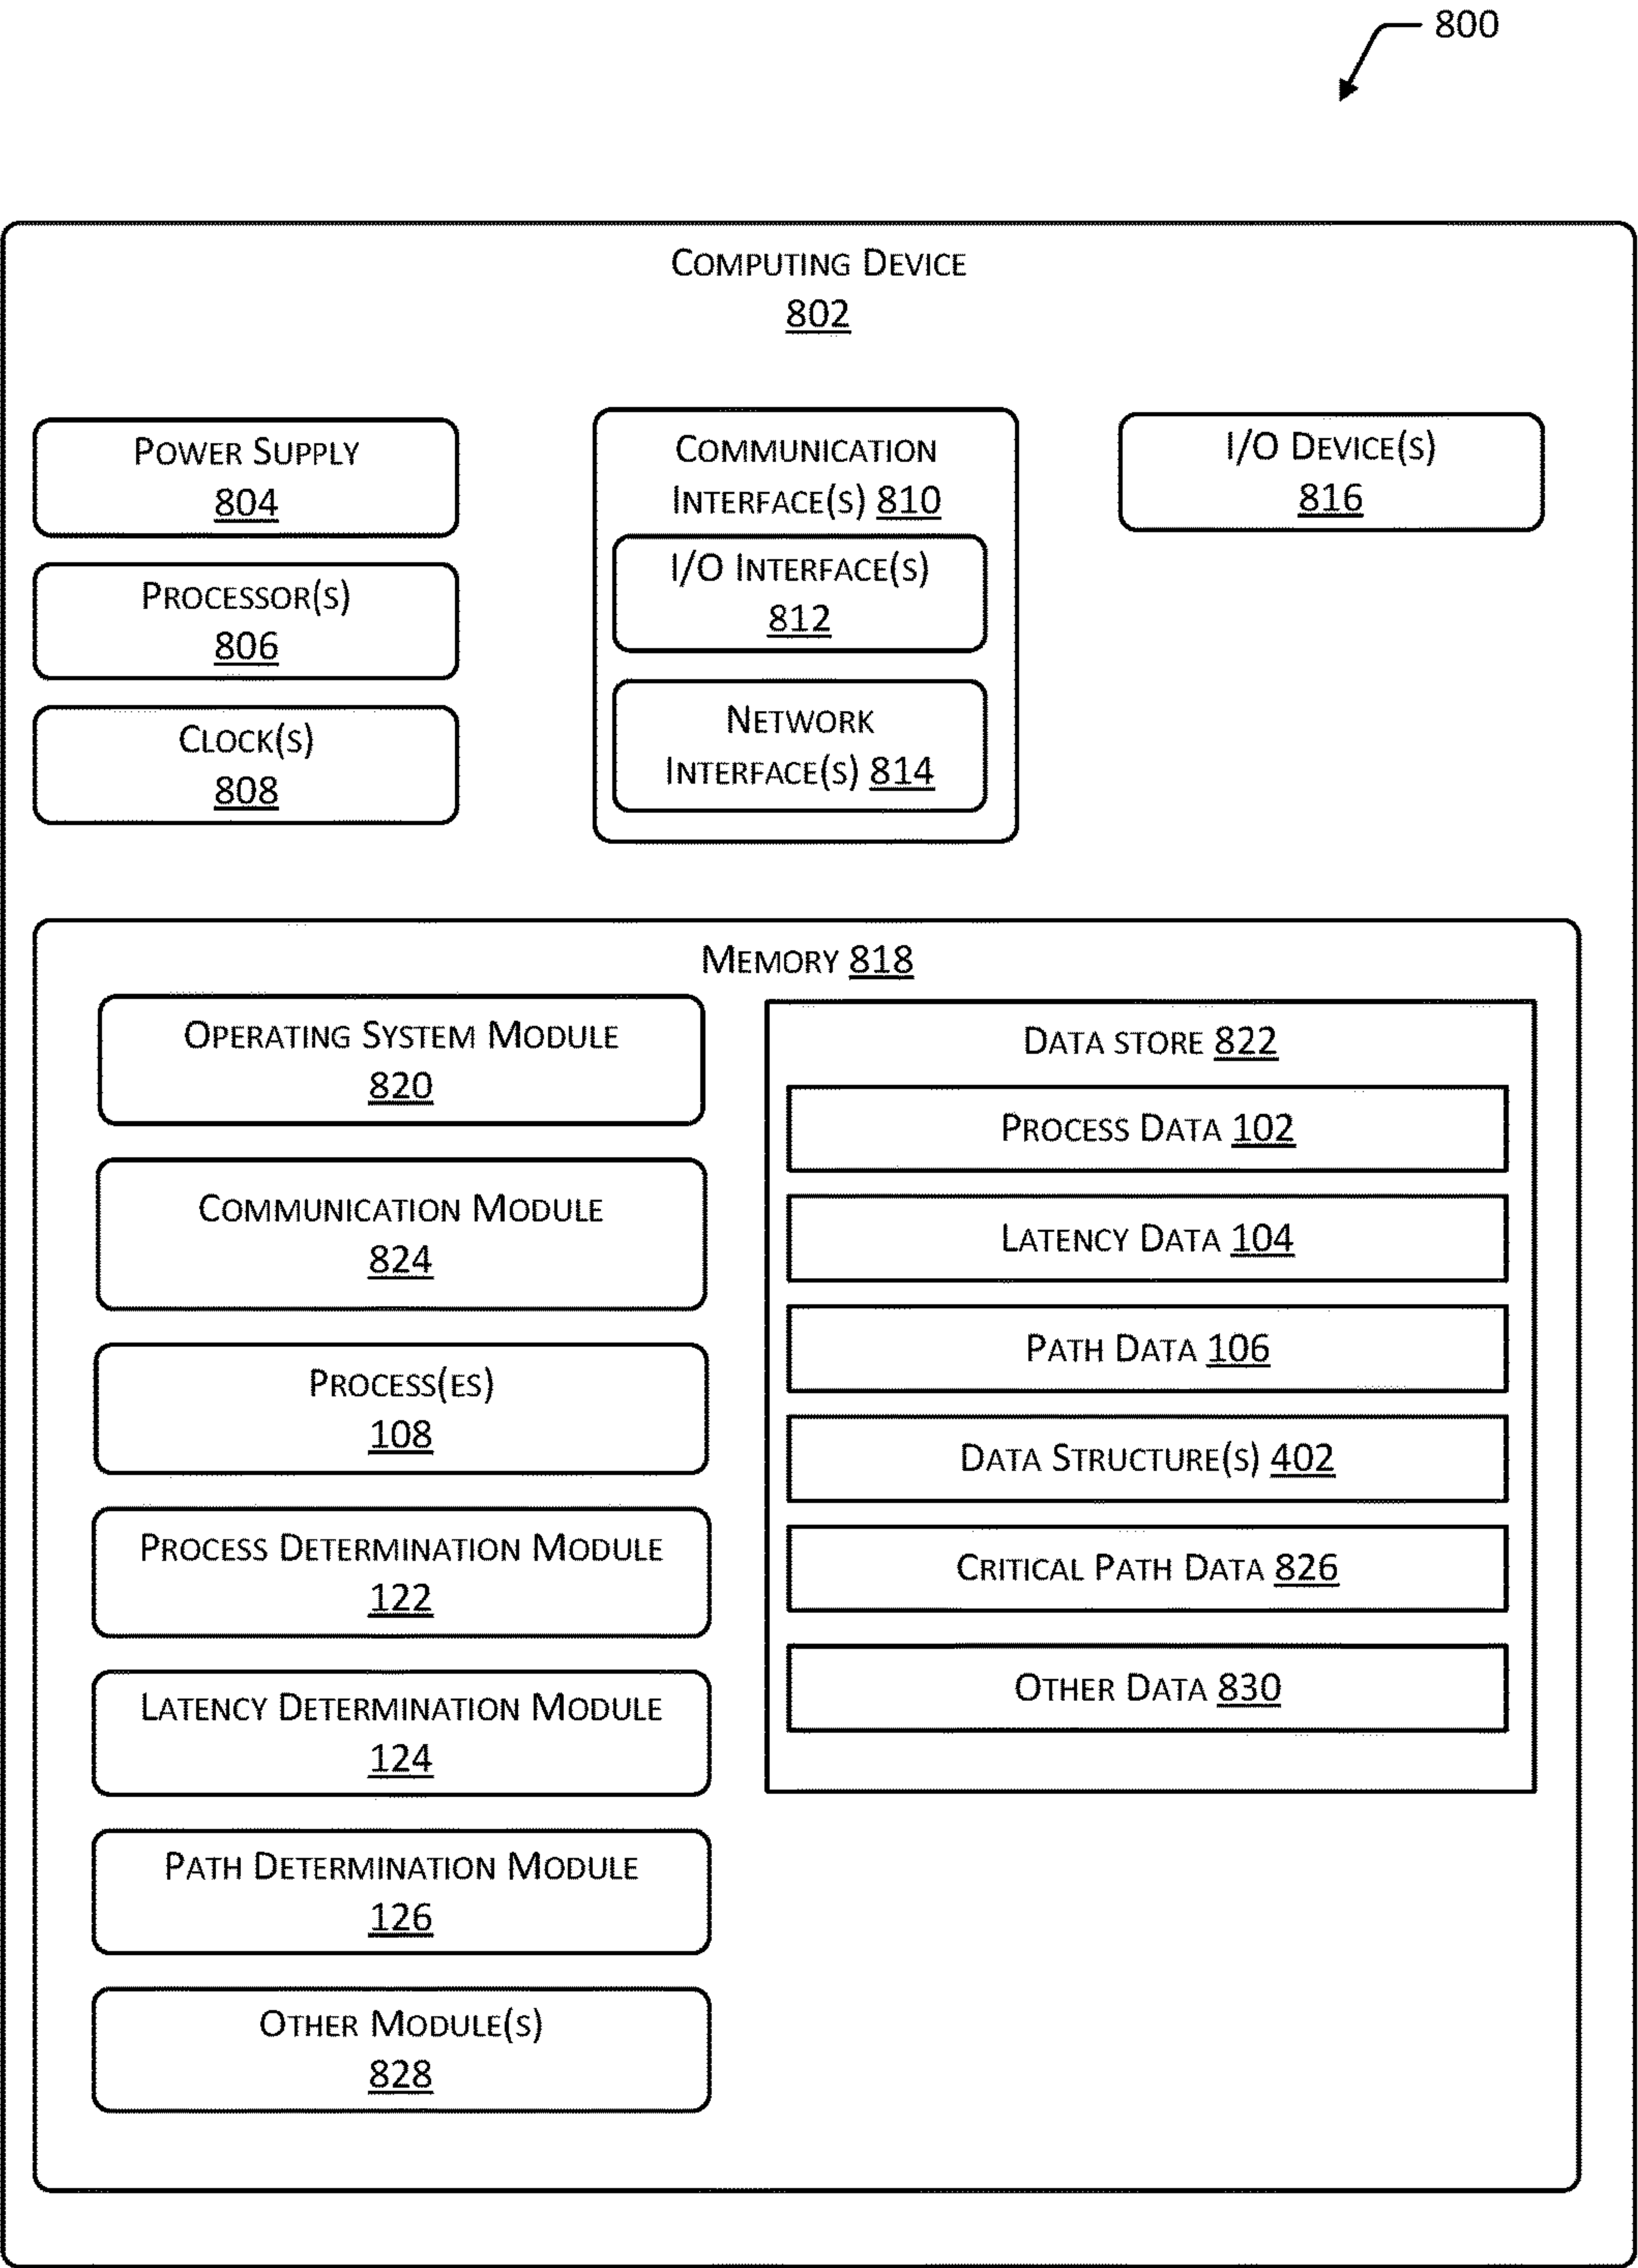 800
COMPUTING DEVICE
802
POWER SUPPLY
804
PROCESSOR(S)
806
CLOCK(S)
808
COMMUNICATION
INTERFACE(S) 810
I/O INTERFACE(S)
812
NETWORK
INTERFACE(S) 814
I/O DEVICE(S)
816
MEMORY 818
OPERATING SYSTEM MODULE
820
COMMUNICATION MODULE
824
PROCESS(ES)
108
PROCESS DETERMINATION MODULE
122
LATENCY DETERMINATION MODULE
124
PATH DETERMINATION MODULE
126
OTHER MODULE(S)
828
DATA STORE 822
PROCESS DATA 102
LATENCY DATA 104
PATH DATA 106
DATA STRUCTURE(S) 402
CRITICAL PATH DATA 826
OTHER DATA 830